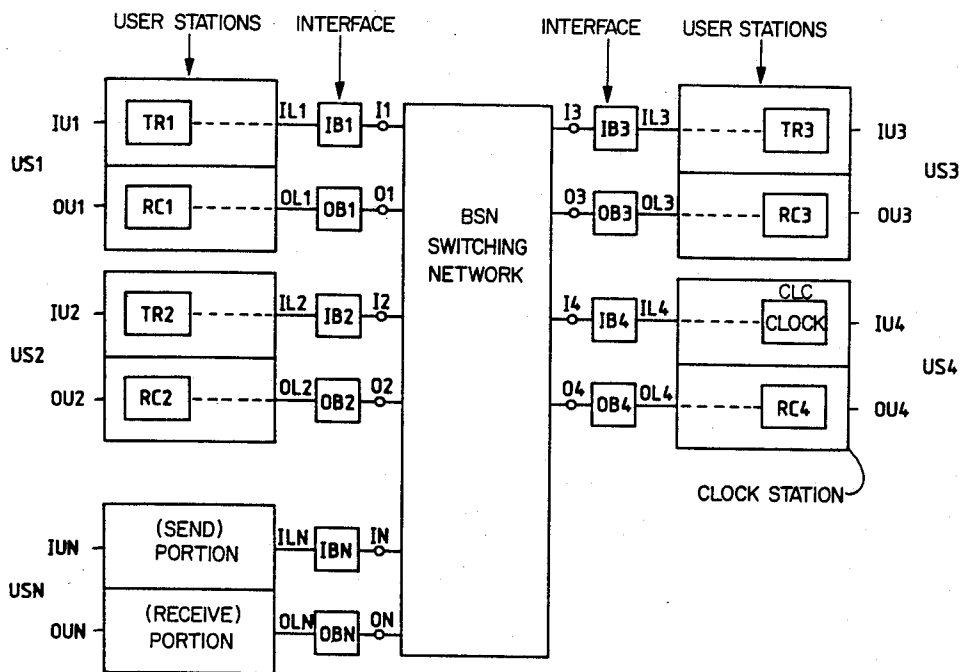 USER STATIONS INTERFACE INTERFACE USER STATIONS
IU1 TR1 IL1 IB1 I1 I3 IB3 IL3 TR3 IU3
US1 US3
OU1 RC1 OL1 OB1 O1 O3 OB3 OL3 RC3 OU3
BSN
SWITCHING
NETWORK
IU2 TR2 IL2 IB2 I2 I4 IB4 IL4 CLC
CLOCK IU4
US2 US4
OU2 RC2 OL2 OB2 O2 O4 OB4 OL4 RC4 OU4
CLOCK STATION
IUN (SEND)
PORTION ILN IBN IN
USN
OUN (RECEIVE)
PORTION OLN OBN ON